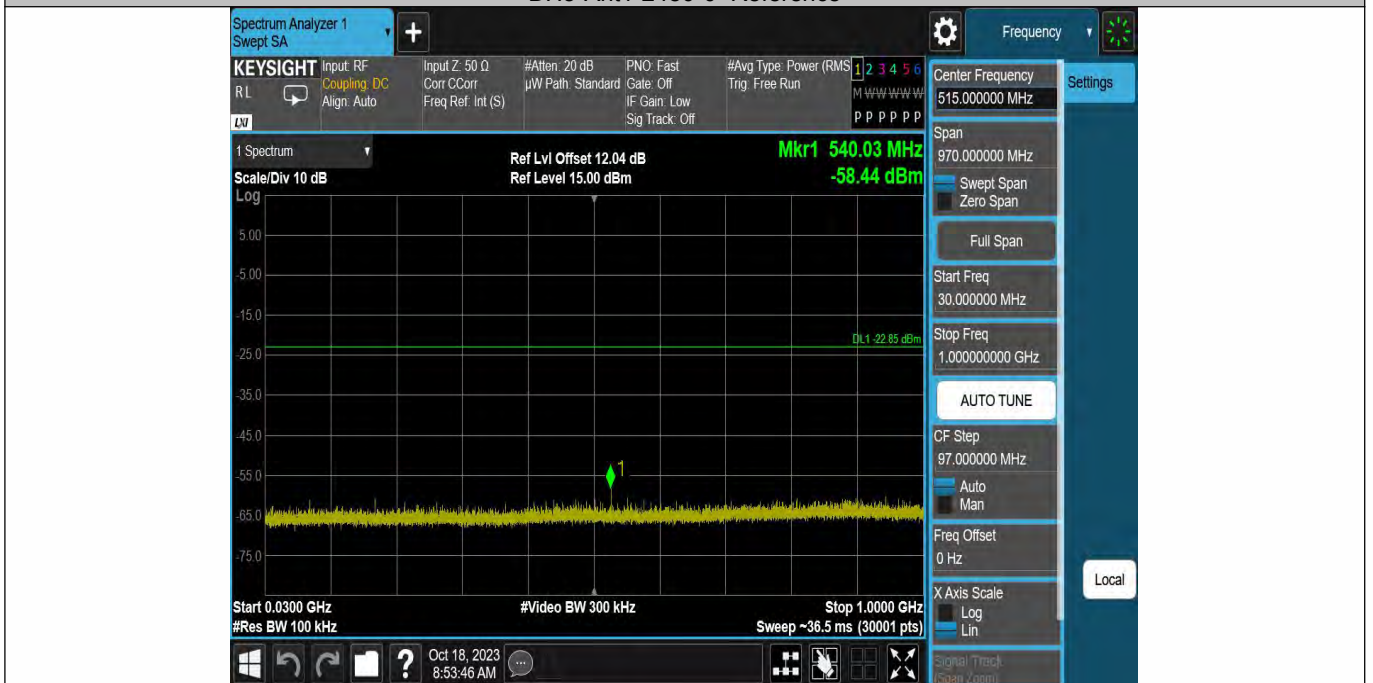 Spectrum Analyzer 1
Swept SA
+
Frequency
KEYSIGHT
RL
LXI
Input: RF
Coupling: DC
Align: Auto
Input Z: 50 Ω
Corr CCorr
Freq Ref: Int (S)
#Atten: 20 dB
µW Path: Standard
PNO: Fast
Gate: Off
IF Gain: Low
Sig Track: Off
#Avg Type: Power (RMS
Trig: Free Run
1 2 3 4 5 6
M W W W W W
P P P P P P
1 Spectrum
Scale/Div 10 dB
Ref Lvl Offset 12.04 dB
Ref Level 15.00 dBm
Mkr1 540.03 MHz
-58.44 dBm
Log
5.00
-5.00
-15.0
DL1 -22.85 dBm
-25.0
-35.0
-45.0
1
-55.0
-65.0
-75.0
Start 0.0300 GHz
#Res BW 100 kHz
#Video BW 300 kHz
Stop 1.0000 GHz
Sweep ~36.5 ms (30001 pts)
?
Oct 18, 2023
8:53:46 AM
Center Frequency
515.000000 MHz
Settings
Span
970.000000 MHz
Swept Span
Zero Span
Full Span
Start Freq
30.000000 MHz
Stop Freq
1.000000000 GHz
AUTO TUNE
CF Step
97.000000 MHz
Auto
Man
Freq Offset
0 Hz
X Axis Scale
Log
Lin
Local
Signal Track
(Span Zoom)